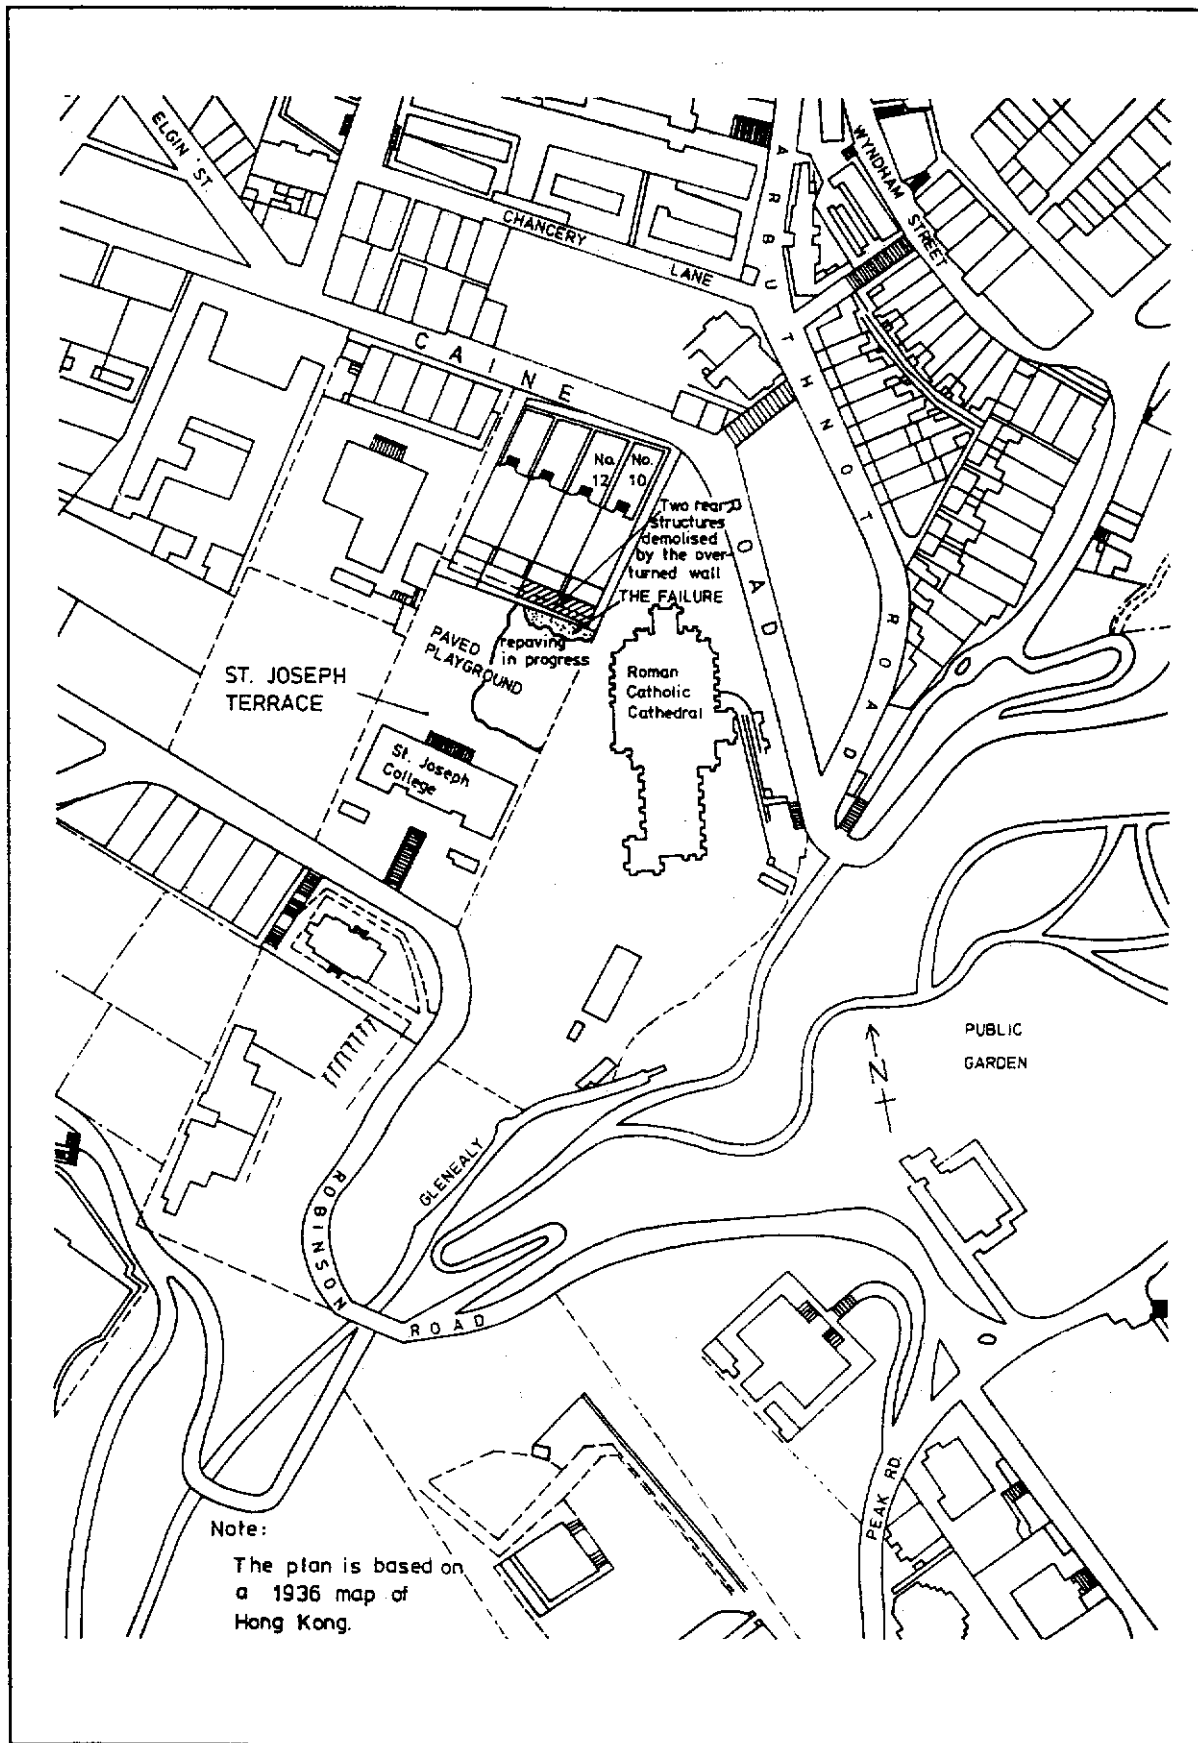 ELGIN ST.
WYNDHAM STREET
CHANCERY LANE
ARBUTHNOT ROAD
CAINE ROAD
No. 12
No. 10
Two rear
structures
demolised
by the over-
turned wall
THE FAILURE
repaving
in progress
PAVED
PLAYGROUND
ST. JOSEPH
TERRACE
Roman
Catholic
Cathedral
St. Joseph
College
PUBLIC
GARDEN
N
GLENEALY
ROBINSON ROAD
PEAK RD.
Note:
The plan is based on
a 1936 map of
Hong Kong.